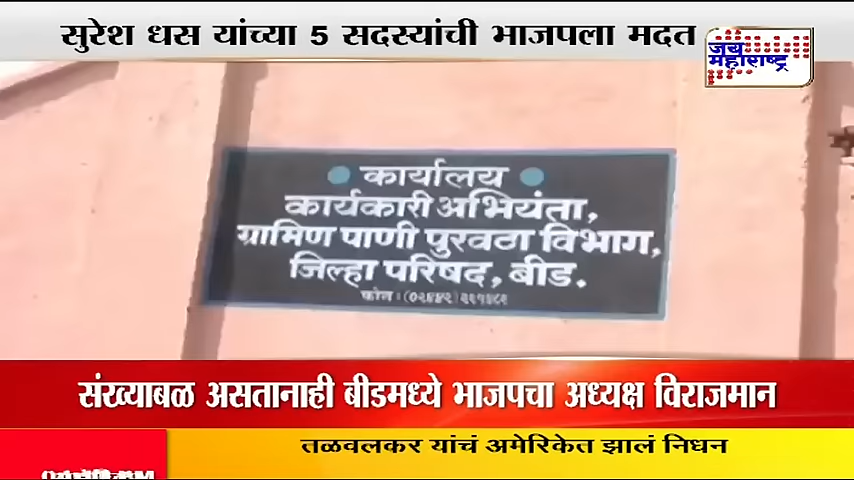 सुरेश धस यांच्या 5 सदस्यांची भाजपला मदत
जय
महाराष्ट्र
कार्यालय
कार्यकारी अभियंता,
ग्रामिण पाणी पुरवठा विभाग,
जिल्हा परिषद, बीड.
फोन : (०२४४२)
संख्याबळ असतानाही बीडमध्ये भाजपचा अध्यक्ष विराजमान
तळवलकर यांचं अमेरिकेत झालं निधन